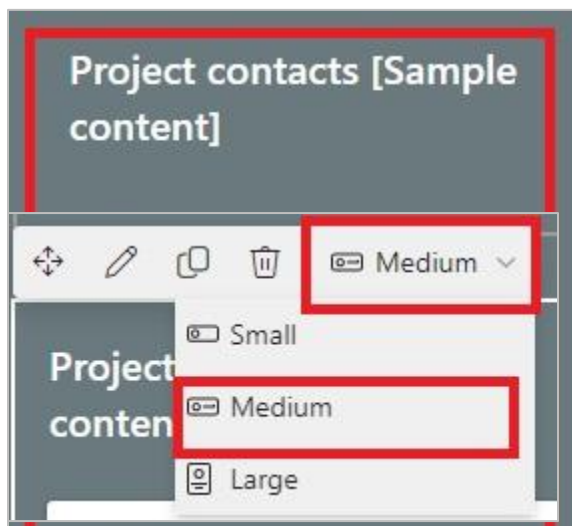 Project contacts [Sample
content]
Medium
Small
Project
Medium
conten
Large